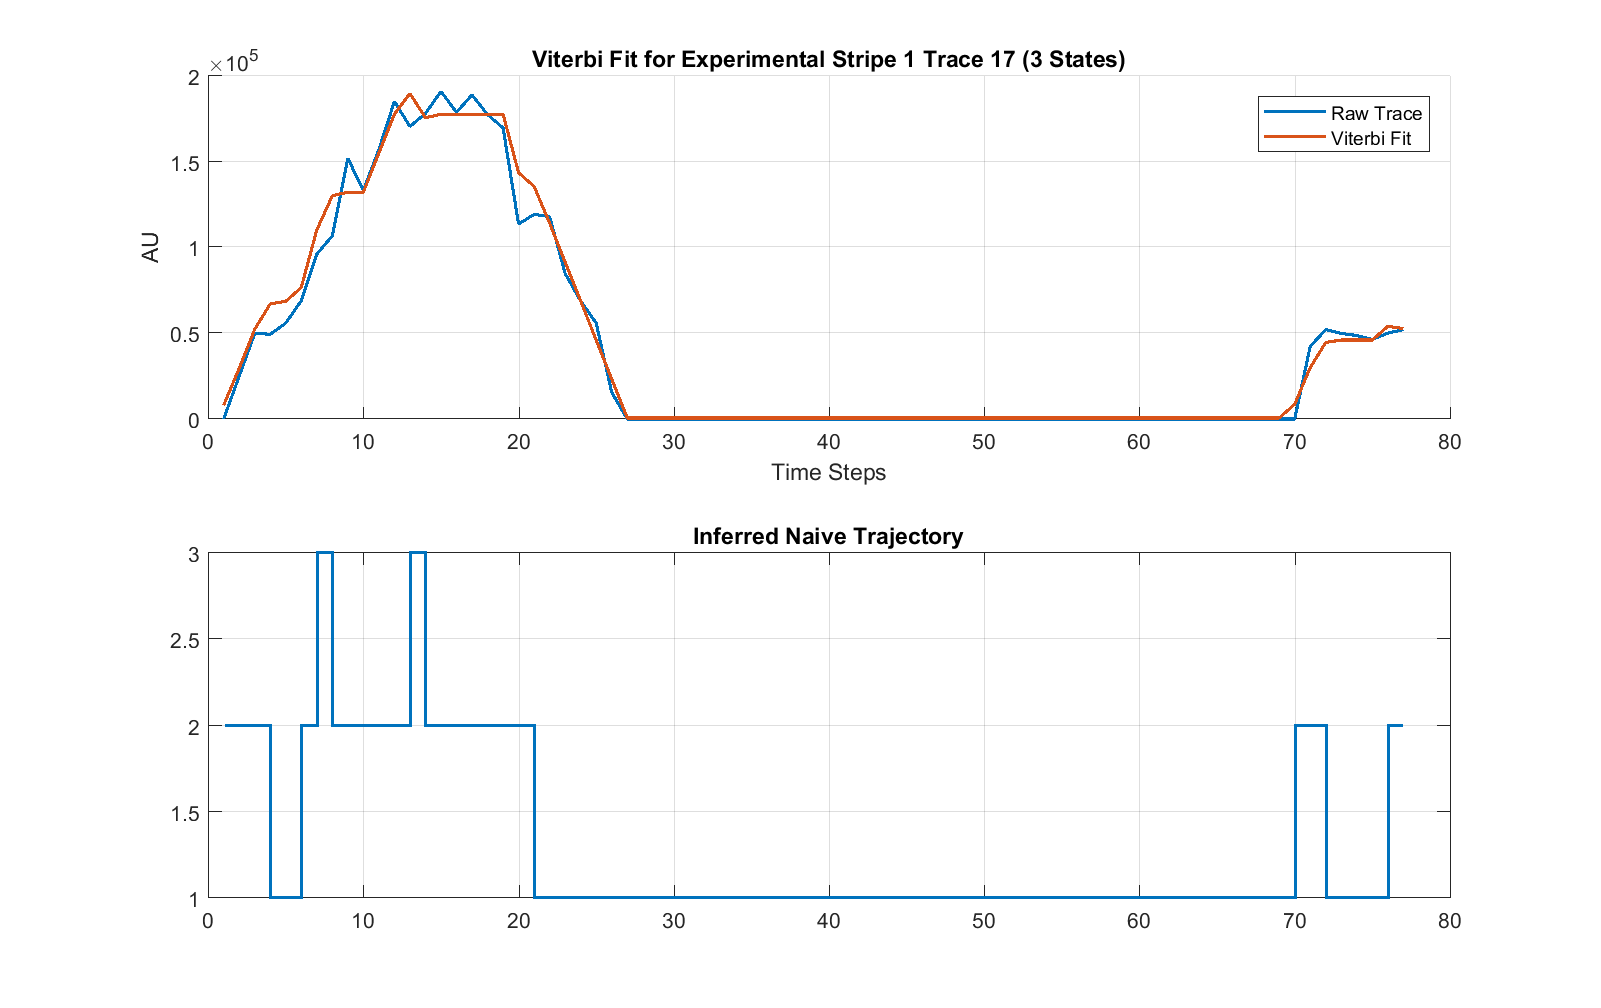 Viterbi Fit for Experimental Stripe 1 Trace 17 (3 States)
×10^5
2
1.5
1
0.5
0
AU
Raw Trace
Viterbi Fit
0 10 20 30 40 50 60 70 80
Time Steps
Inferred Naive Trajectory
3
2.5
2
1.5
1
0 10 20 30 40 50 60 70 80